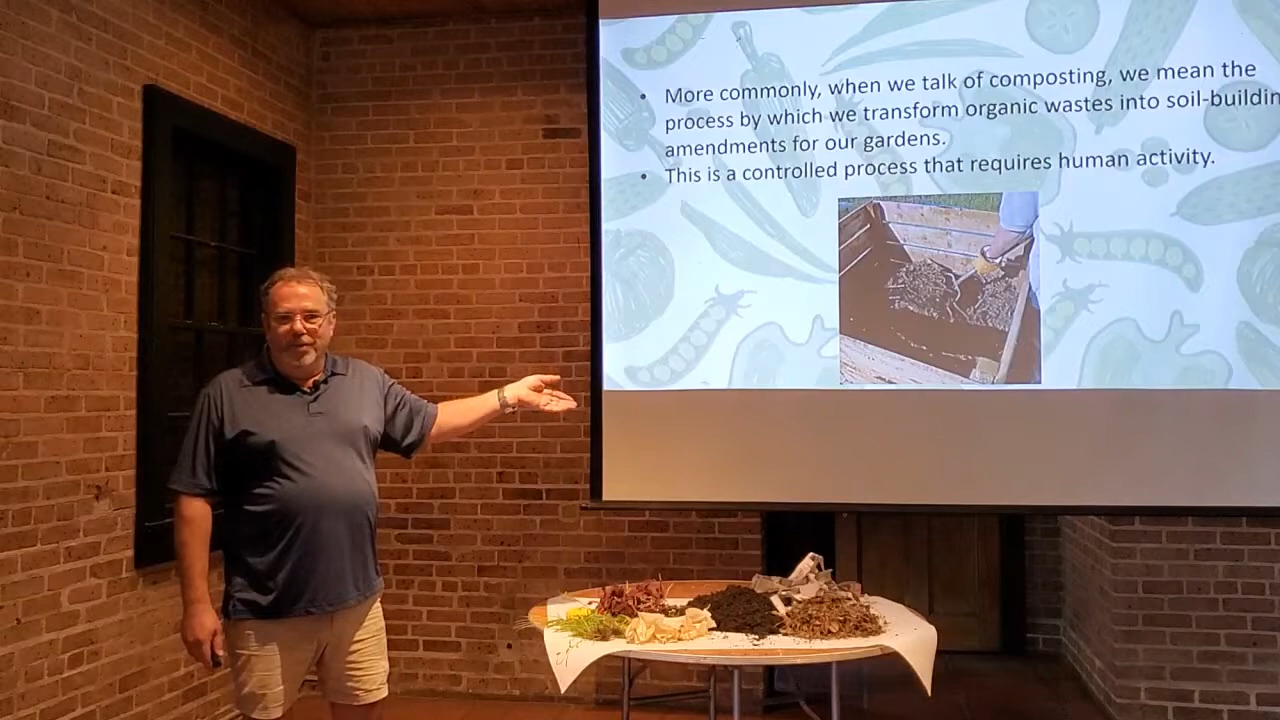 • More commonly, when we talk of composting, we mean the
process by which we transform organic wastes into soil-buildin
amendments for our gardens.
• This is a controlled process that requires human activity.